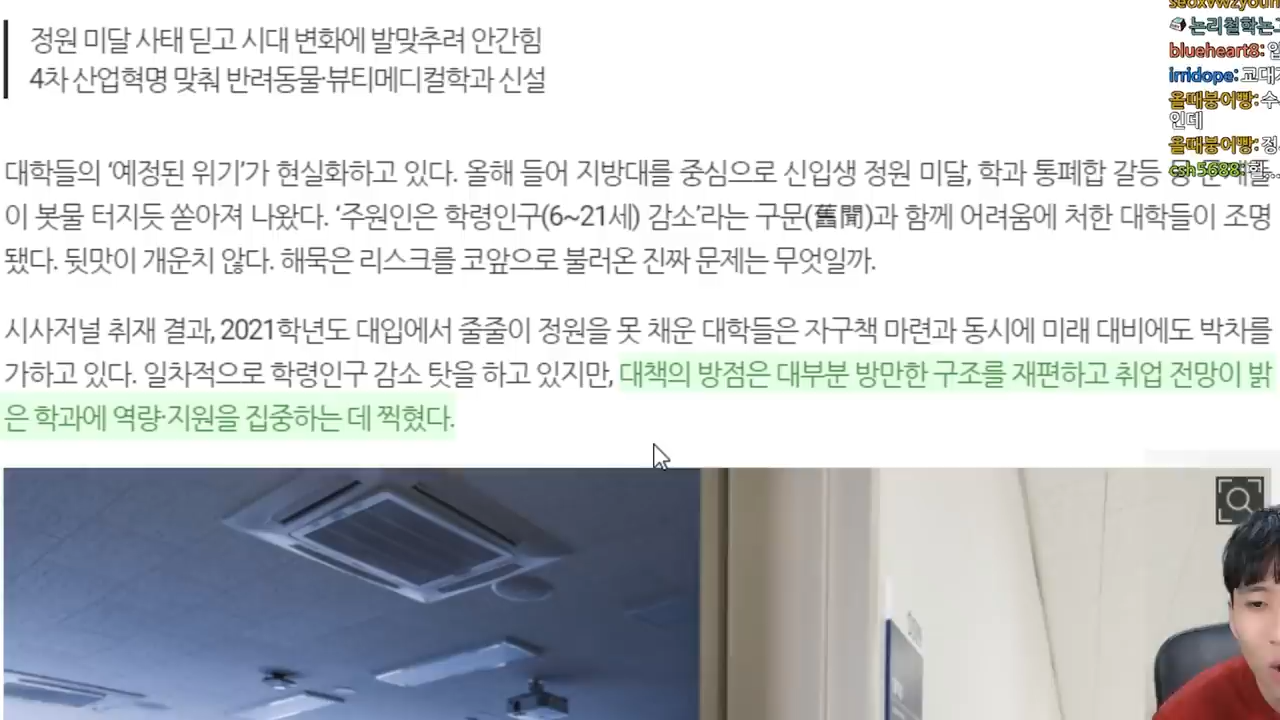 정원 미달 사태 딛고 시대 변화에 발맞추려 안간힘
4차 산업혁명 맞춰 반려동물·뷰티메디컬학과 신설
대학들의 ‘예정된 위기’가 현실화하고 있다. 올해 들어 지방대를 중심으로 신입생 정원 미달, 학과 통폐합 갈등
이 봇물 터지듯 쏟아져 나왔다. ‘주원인은 학령인구(6~21세) 감소’라는 구문(舊聞)과 함께 어려움에 처한 대학들이 조명
됐다. 뒷맛이 개운치 않다. 해묵은 리스크를 코앞으로 불러온 진짜 문제는 무엇일까.
시사저널 취재 결과, 2021학년도 대입에서 줄줄이 정원을 못 채운 대학들은 자구책 마련과 동시에 미래 대비에도 박차를
가하고 있다. 일차적으로 학령인구 감소 탓을 하고 있지만, 대책의 방점은 대부분 방만한 구조를 재편하고 취업 전망이 밝
은 학과에 역량·지원을 집중하는 데 찍혔다.
논리철학논고
blueheart8:
irridope: 교대
올때붕어빵: 수
인데
올때붕어빵: 정
csh5688: